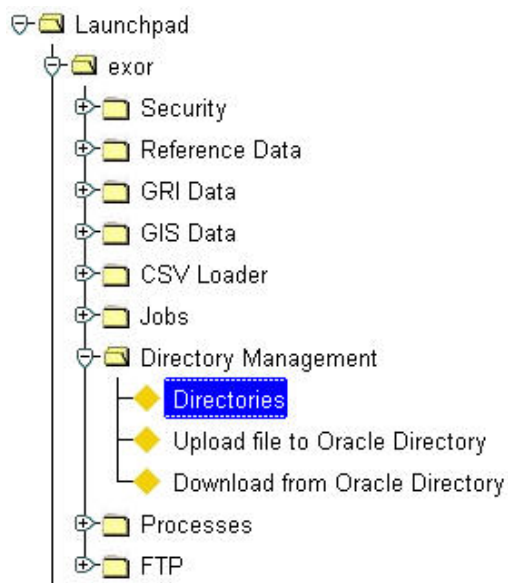 Launchpad
exor
Security
Reference Data
GRI Data
GIS Data
CSV Loader
Jobs
Directory Management
Directories
Upload file to Oracle Directory
Download from Oracle Directory
Processes
FTP